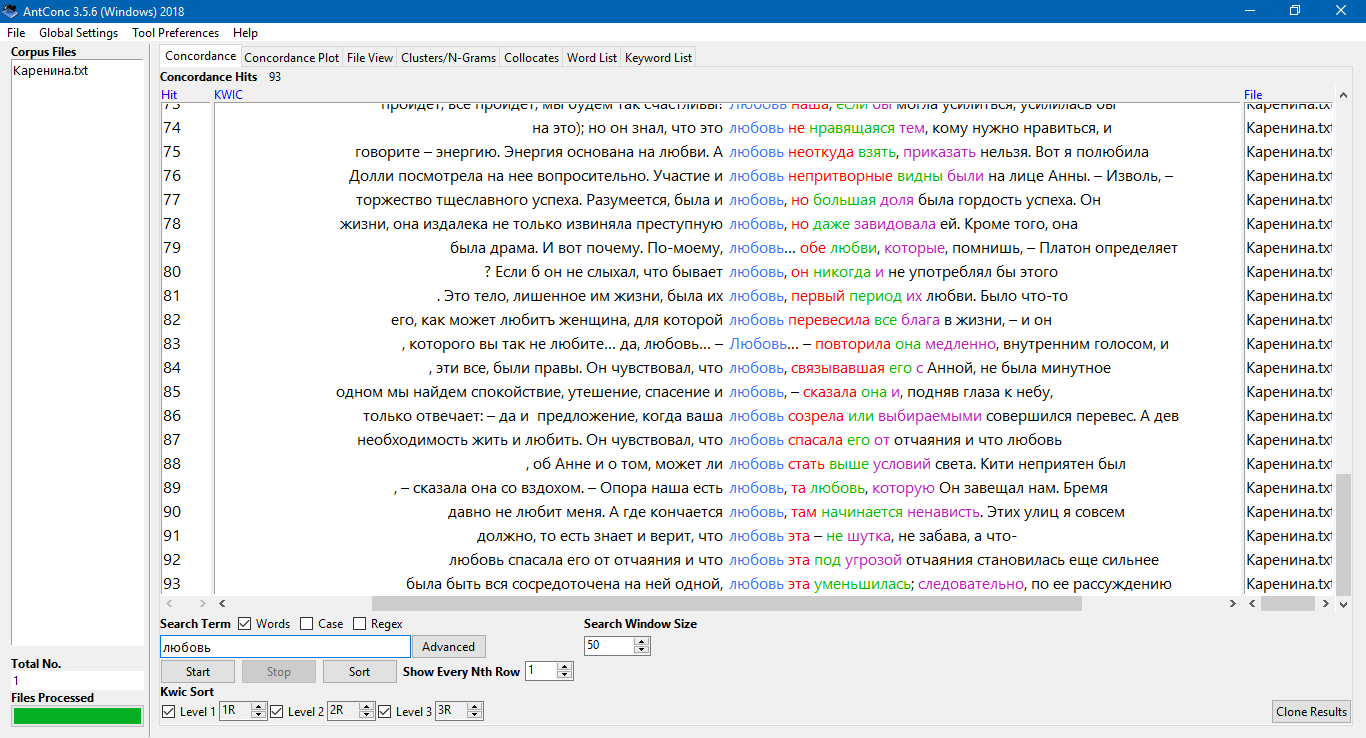 AntConc 3.5.6 (Windows) 2018
File Global Settings Tool Preferences Help
Corpus Files
Каренина.txt
Concordance Concordance Plot File View Clusters/N-Grams Collocates Word List Keyword List
Concordance Hits 93
Hit KWIC File
73 пройдет, все пройдет, мы будем так счастливы! Любовь наша, если бы могла усилиться, усилилась бы Каренина.txt
74 на это); но он знал, что это любовь не нравящаяся тем, кому нужно нравиться, и Каренина.txt
75 говорите – энергию. Энергия основана на любви. А любовь неоткуда взять, приказать нельзя. Вот я полюбила Каренина.txt
76 Долли посмотрела на нее вопросительно. Участие и любовь непритворные видны были на лице Анны. – Изволь, – Каренина.txt
77 торжество тщеславного успеха. Разумеется, была и любовь, но большая доля была гордость успеха. Он Каренина.txt
78 жизни, она издалека не только извиняла преступную любовь, но даже завидовала ей. Кроме того, она Каренина.txt
79 была драма. И вот почему. По-моему, любовь... обе любви, которые, помнишь, – Платон определяет Каренина.txt
80 ? Если б он не слыхал, что бывает любовь, он никогда и не употреблял бы этого Каренина.txt
81 . Это тело, лишенное им жизни, была их любовь, первый период их любви. Было что-то Каренина.txt
82 его, как может любитъ женщина, для которой любовь перевесила все блага в жизни, – и он Каренина.txt
83 , которого вы так не любите... да, любовь... – Любовь... – повторила она медленно, внутренним голосом, и Каренина.txt
84 , эти все, были правы. Он чувствовал, что любовь, связывавшая его с Анной, не была минутное Каренина.txt
85 одном мы найдем спокойствие, утешение, спасение и любовь, – сказала она и, подняв глаза к небу, Каренина.txt
86 только отвечает: – да и предложение, когда ваша любовь созрела или выбираемыми совершился перевес. А дев Каренина.txt
87 необходимость жить и любить. Он чувствовал, что любовь спасала его от отчаяния и что любовь Каренина.txt
88 , об Анне и о том, может ли любовь стать выше условий света. Кити неприятен был Каренина.txt
89 , – сказала она со вздохом. – Опора наша есть любовь, та любовь, которую Он завещал нам. Бремя Каренина.txt
90 давно не любит меня. А где кончается любовь, там начинается ненависть. Этих улиц я совсем Каренина.txt
91 должно, то есть знает и верит, что любовь эта – не шутка, не забава, а что- Каренина.txt
92 любовь спасала его от отчаяния и что любовь эта под угрозой отчаяния становилась еще сильнее Каренина.txt
93 была быть вся сосредоточена на ней одной, любовь эта уменьшилась; следовательно, по ее рассуждению Каренина.txt
Search Term Words Case Regex Search Window Size
любовь Advanced 50
Start Stop Sort Show Every Nth Row 1
Kwic Sort
Level 1 1R Level 2 2R Level 3 3R Clone Results
Total No.
1
Files Processed